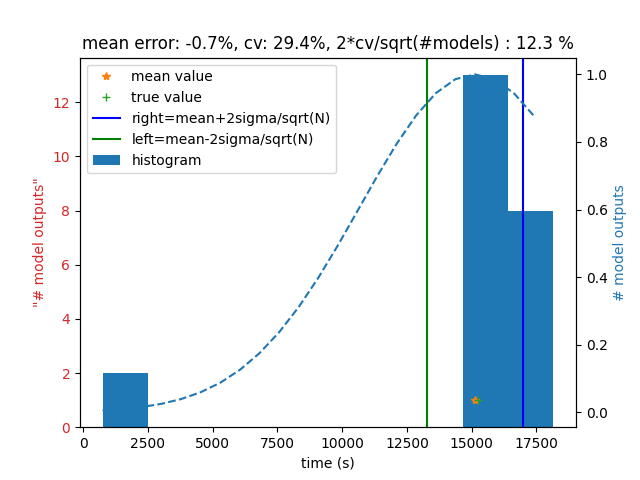 mean error: -0.7%, cv: 29.4%, 2*cv/sqrt(#models) : 12.3 %
mean value
true value
right=mean+2sigma/sqrt(N)
left=mean-2sigma/sqrt(N)
histogram
"# model outputs"
12
10
8
6
4
2
0
1.0
0.8
0.6
0.4
0.2
0.0
# model outputs
0
2500
5000
7500
10000
12500
15000
17500
time (s)